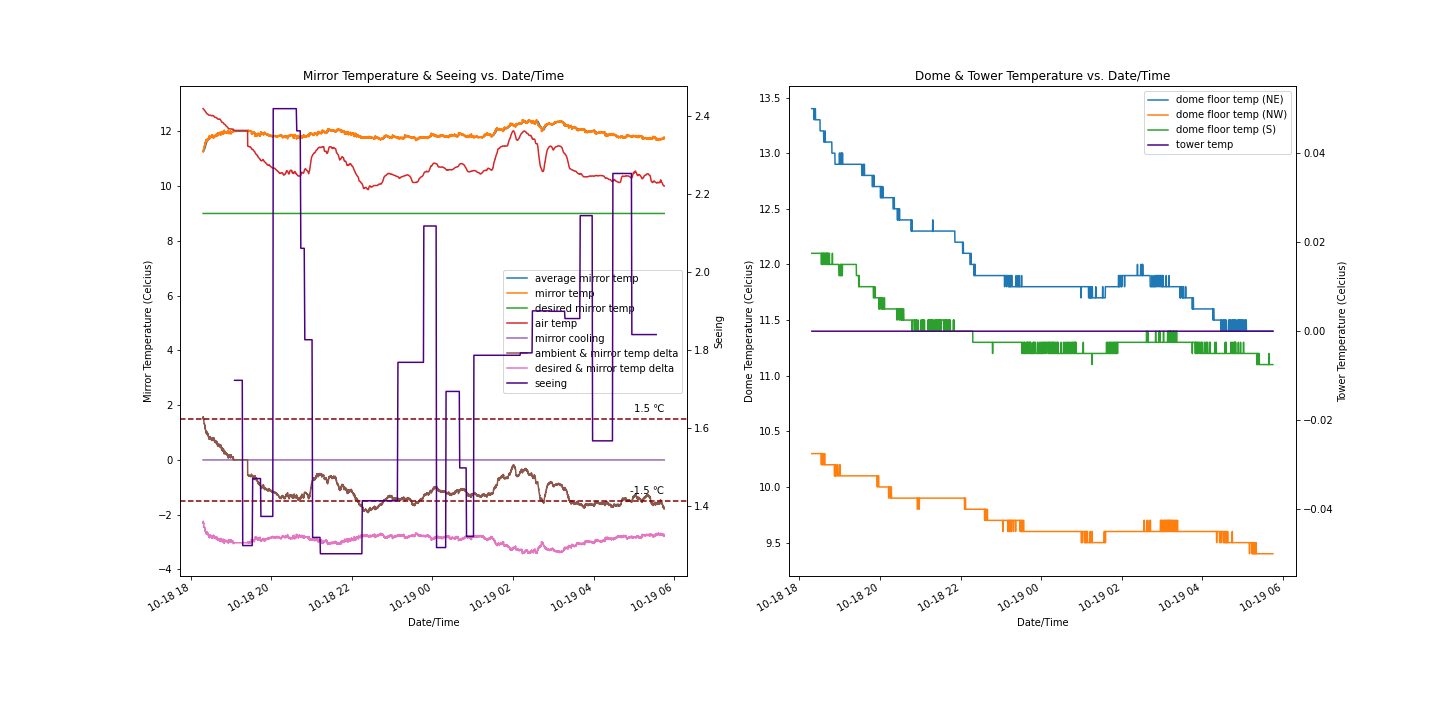 Mirror Temperature & Seeing vs. Date/Time
Mirror Temperature (Celcius)
12
10
8
6
4
2
0
−2
−4
2.4
2.2
2.0
1.8
1.6
1.4
Seeing
average mirror temp
mirror temp
desired mirror temp
air temp
mirror cooling
ambient & mirror temp delta
desired & mirror temp delta
seeing
1.5 ℃
-1.5 ℃
10-18 18
10-18 20
10-18 22
10-19 00
10-19 02
10-19 04
10-19 06
Date/Time
Dome & Tower Temperature vs. Date/Time
Dome Temperature (Celcius)
13.5
13.0
12.5
12.0
11.5
11.0
10.5
10.0
9.5
dome floor temp (NE)
dome floor temp (NW)
dome floor temp (S)
tower temp
0.04
0.02
0.00
−0.02
−0.04
Tower Temperature (Celcius)
10-18 18
10-18 20
10-18 22
10-19 00
10-19 02
10-19 04
10-19 06
Date/Time